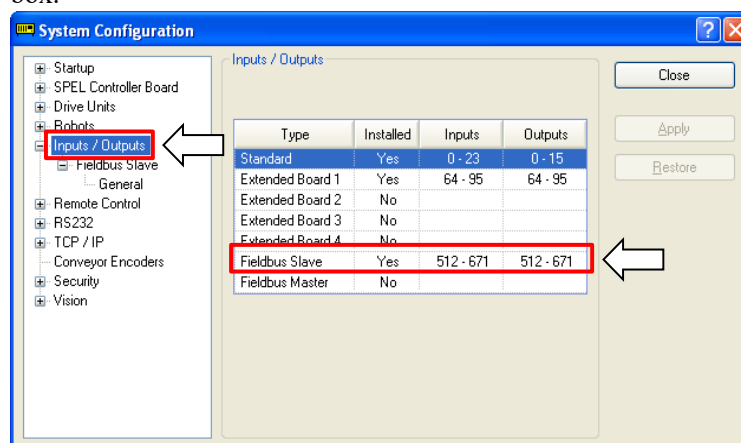 box.
System Configuration
Startup
SPEL Controller Board
Drive Units
Robots
Inputs / Outputs
Fieldbus Slave
General
Remote Control
RS232
TCP / IP
Conveyor Encoders
Security
Vision
Inputs / Outputs
Type Installed Inputs Outputs
Standard Yes 0 - 23 0 - 15
Extended Board 1 Yes 64 - 95 64 - 95
Extended Board 2 No
Extended Board 3 No
Extended Board 4 No
Fieldbus Slave Yes 512 - 671 512 - 671
Fieldbus Master No
Close
Apply
Restore